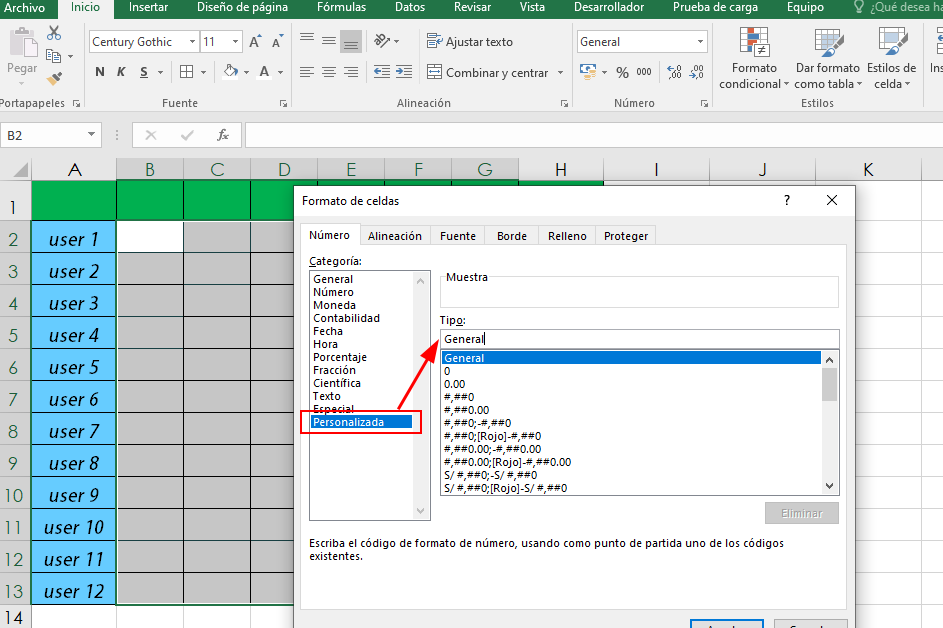 Archivo Inicio Insertar Diseño de página Fórmulas Datos Revisar Vista Desarrollador Prueba de carga Equipo ¿Qué desea ha
Pegar
Portapapeles
Century Gothic 11 A A
N K S A
Fuente
Ajustar texto
Combinar y centrar
Alineación
General
% 000
Número
Formato condicional
Dar formato como tabla
Estilos de celda
Estilos
Ins
B2 fx
A B C D E F G H I J K
1
2 user 1
3 user 2
4 user 3
5 user 4
6 user 5
7 user 6
8 user 7
9 user 8
10 user 9
11 user 10
12 user 11
13 user 12
14
Formato de celdas ?
Número Alineación Fuente Borde Relleno Proteger
Categoría:
General
Número
Moneda
Contabilidad
Fecha
Hora
Porcentaje
Fracción
Científica
Texto
Especial
Personalizada
Muestra
Tipo:
General
General
0
0.00
#,##0
#,##0.00
#,##0;-#,##0
#,##0;[Rojo]-#,##0
#,##0.00;-#,##0.00
#,##0.00;[Rojo]-#,##0.00
S/ #,##0;-S/ #,##0
S/ #,##0;[Rojo]-S/ #,##0
Eliminar
Escriba el código de formato de número, usando como punto de partida uno de los códigos
existentes.